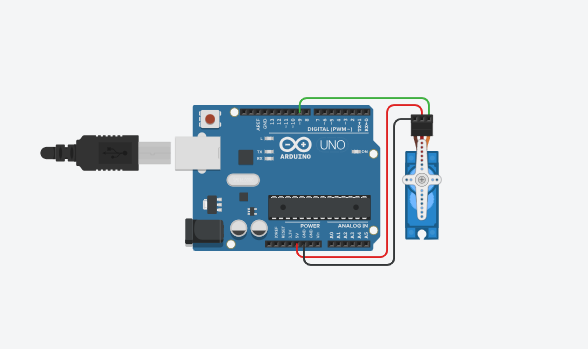 AREF
GND
13
12
~11
~10
~9
8
7
~6
~5
4
~3
2
TX→1
RX←0
L
DIGITAL (PWM~)
TX
RX
ARDUINO
UNO
ON
POWER
ANALOG IN
IOREF
RESET
3.3V
5V
GND
GND
Vin
A0
A1
A2
A3
A4
A5